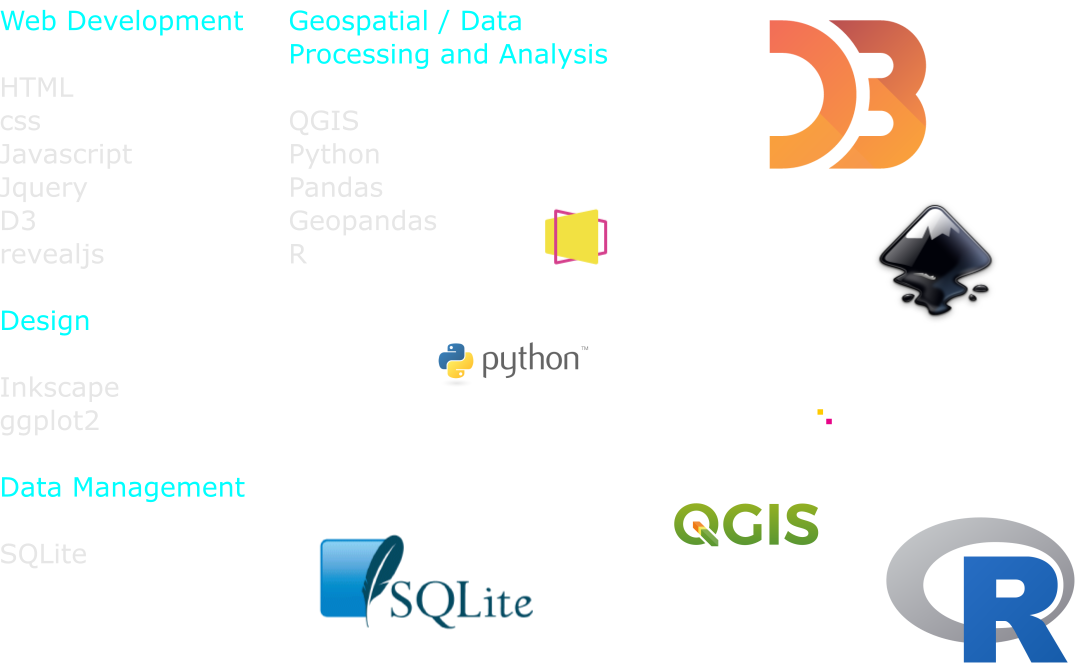 Web Development
HTML
css
Javascript
Jquery
D3
revealjs
Design
Inkscape
ggplot2
Data Management
SQLite
Geospatial / Data
Processing and Analysis
QGIS
Python
Pandas
Geopandas
R
D3
python™
QGIS
SQLite
R